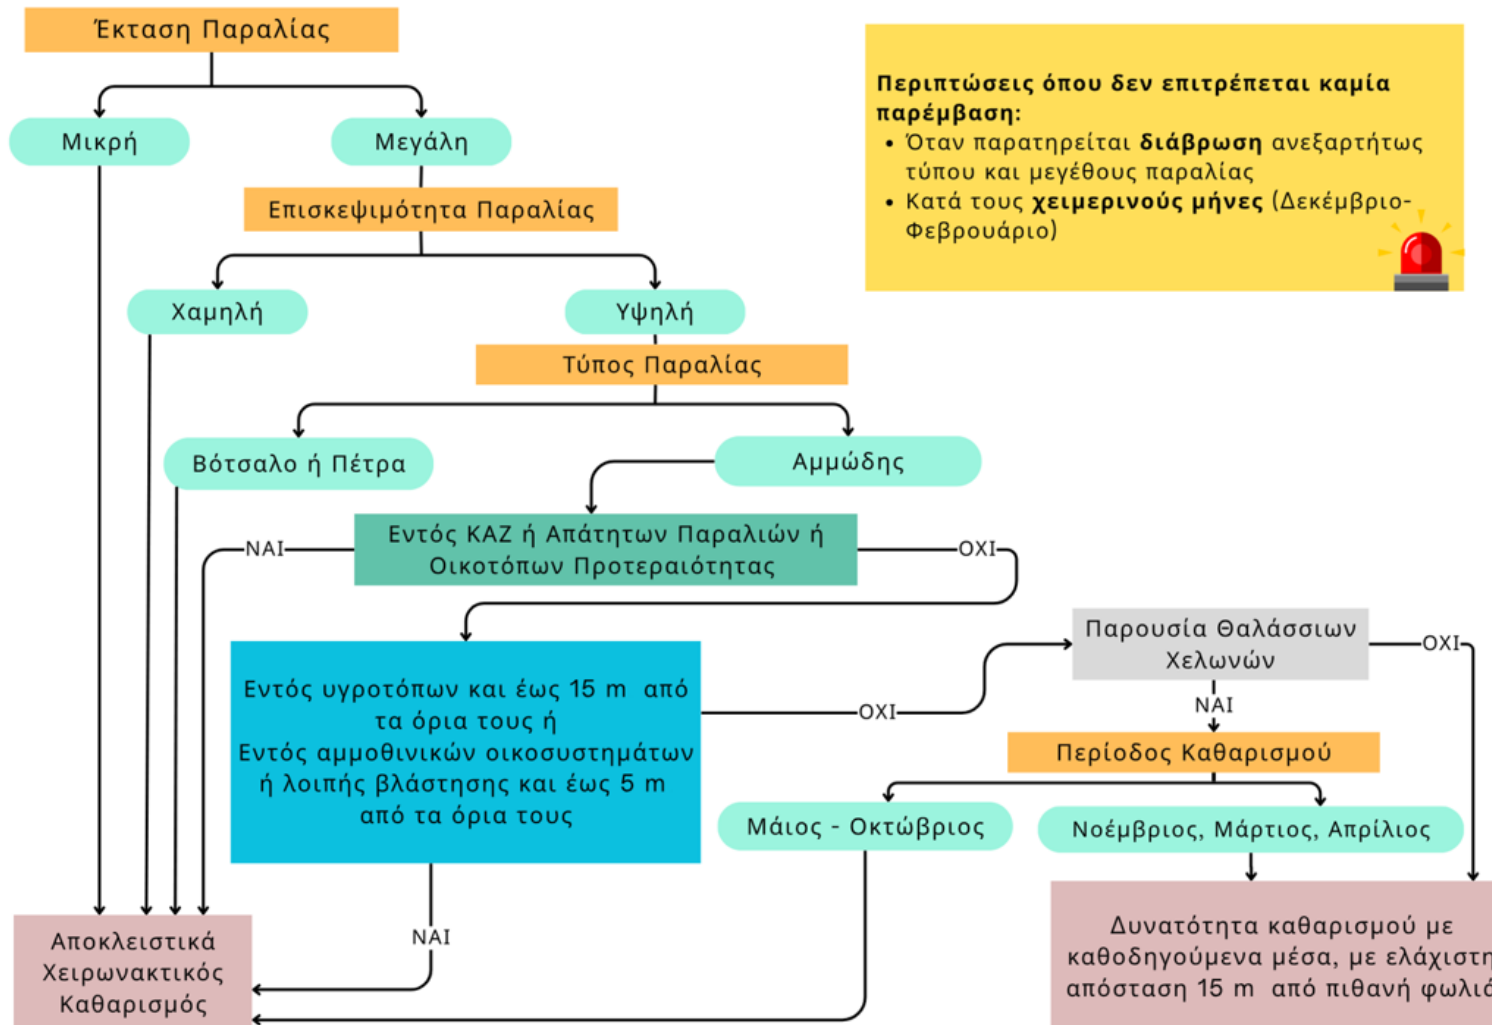 Έκταση Παραλίας
Μικρή
Μεγάλη
Περιπτώσεις όπου δεν επιτρέπεται καμία
παρέμβαση:
• Όταν παρατηρείται διάβρωση ανεξαρτήτως
τύπου και μεγέθους παραλίας
• Κατά τους χειμερινούς μήνες (Δεκέμβριο-
Φεβρουάριο)
Επισκεψιμότητα Παραλίας
Χαμηλή
Υψηλή
Τύπος Παραλίας
Βότσαλο ή Πέτρα
Αμμώδης
Εντός ΚΑΖ ή Απάτητων Παραλιών ή
Οικοτόπων Προτεραιότητας
ΝΑΙ
ΟΧΙ
Εντός υγροτόπων και έως 15 m από
τα όρια τους ή
Εντός αμμοθινικών οικοσυστημάτων
ή λοιπής βλάστησης και έως 5 m
από τα όρια τους
ΟΧΙ
ΝΑΙ
Παρουσία Θαλάσσιων
Χελωνών
ΟΧΙ
ΝΑΙ
Περίοδος Καθαρισμού
Μάιος - Οκτώβριος
Νοέμβριος, Μάρτιος, Απρίλιος
Αποκλειστικά
Χειρωνακτικός
Καθαρισμός
Δυνατότητα καθαρισμού με
καθοδηγούμενα μέσα, με ελάχιστη
απόσταση 15 m από πιθανή φωλιά